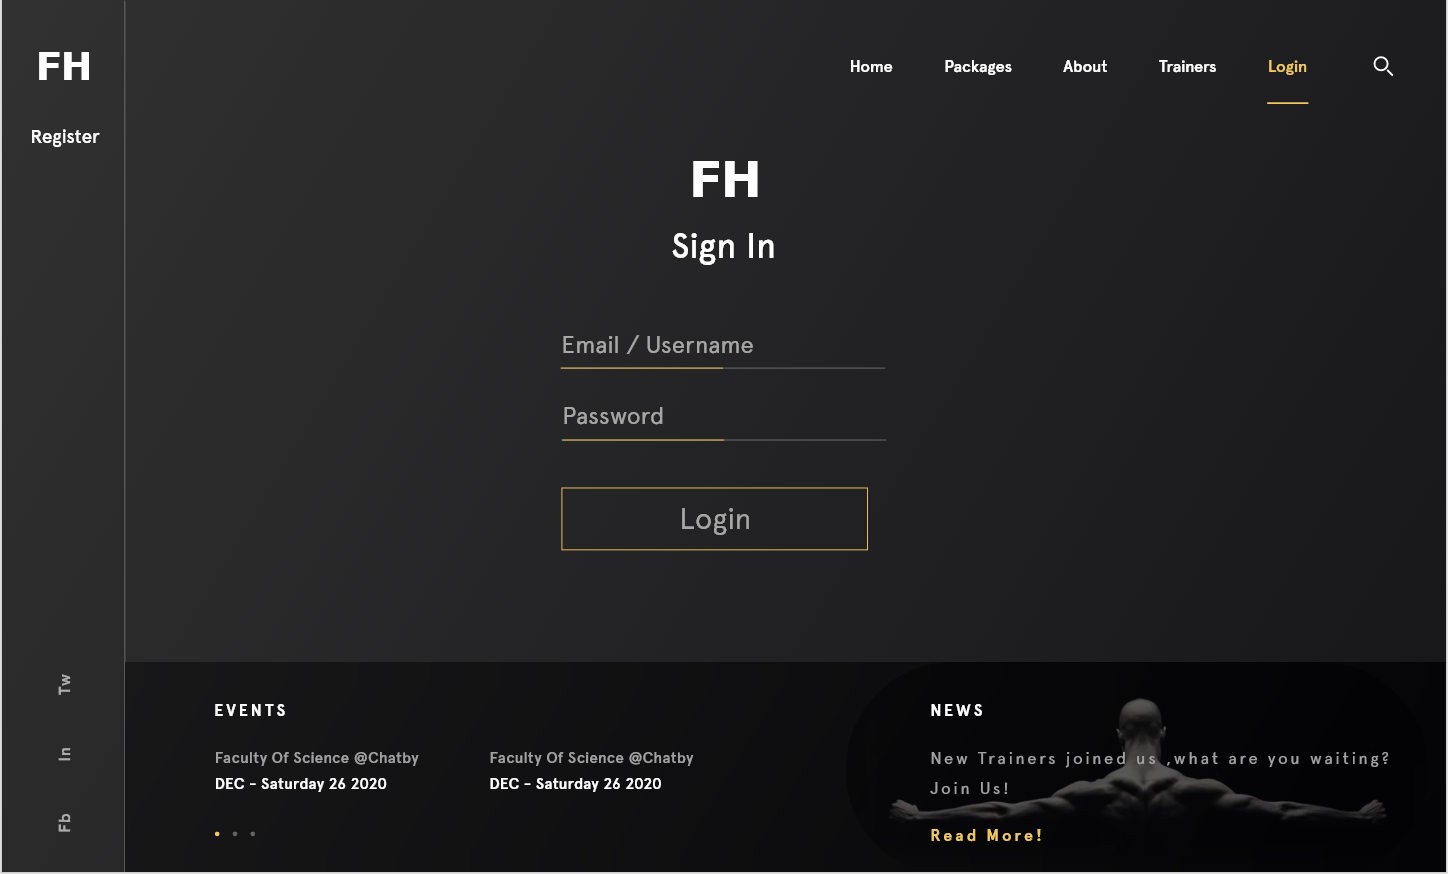 FH
Register
Home
Packages
About
Trainers
Login
FH
Sign In
Email / Username
Password
Login
Tw
In
Fb
EVENTS
Faculty Of Science @Chatby
DEC - Saturday 26 2020
Faculty Of Science @Chatby
DEC - Saturday 26 2020
NEWS
New Trainers joined us ,what are you waiting?
Join Us!
Read More!